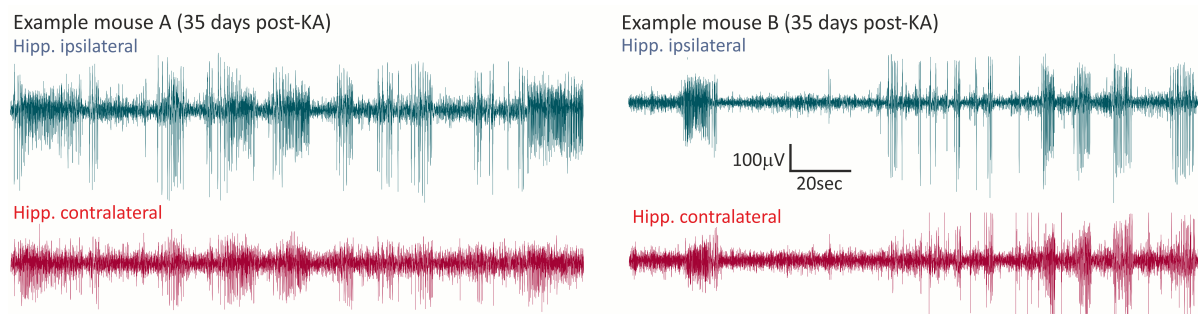 Example mouse A (35 days post-KA)
Hipp. ipsilateral
Hipp. contralateral
Example mouse B (35 days post-KA)
Hipp. ipsilateral
100μV
20sec
Hipp. contralateral